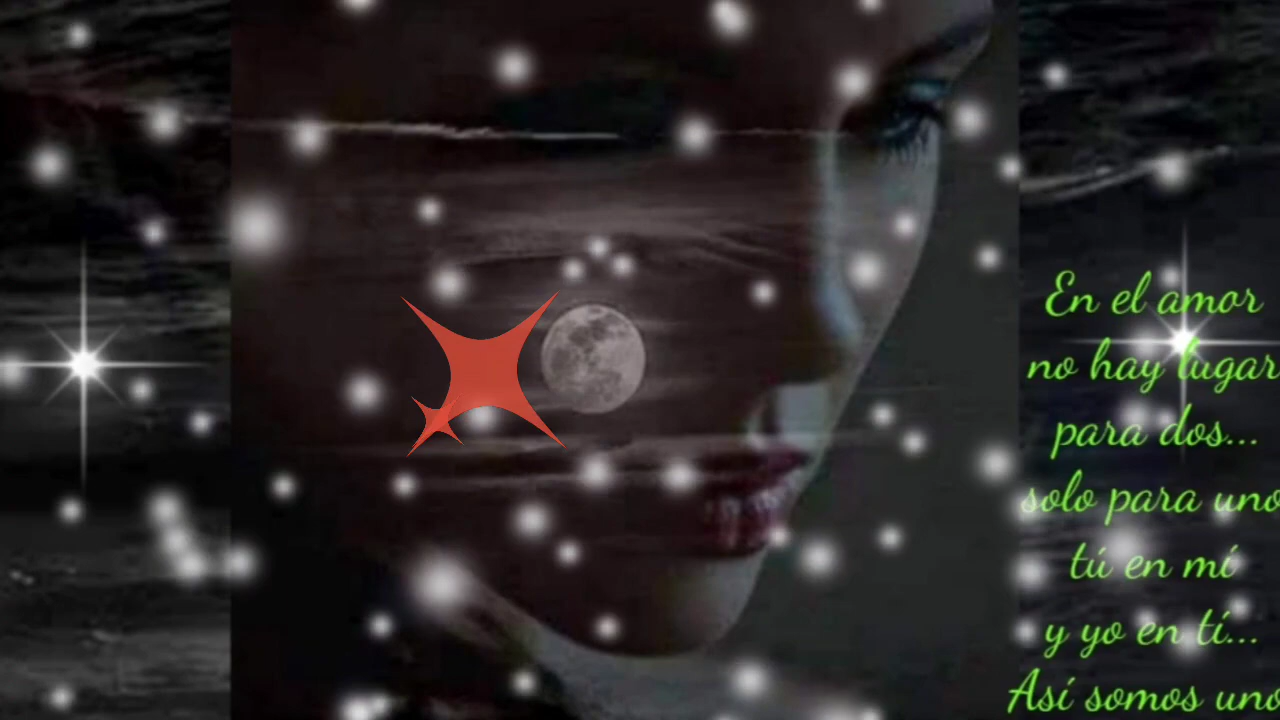 En el amor
no hay lugar
para dos...
solo para uno
tú en mí
y yo en tí...
Así somos uno